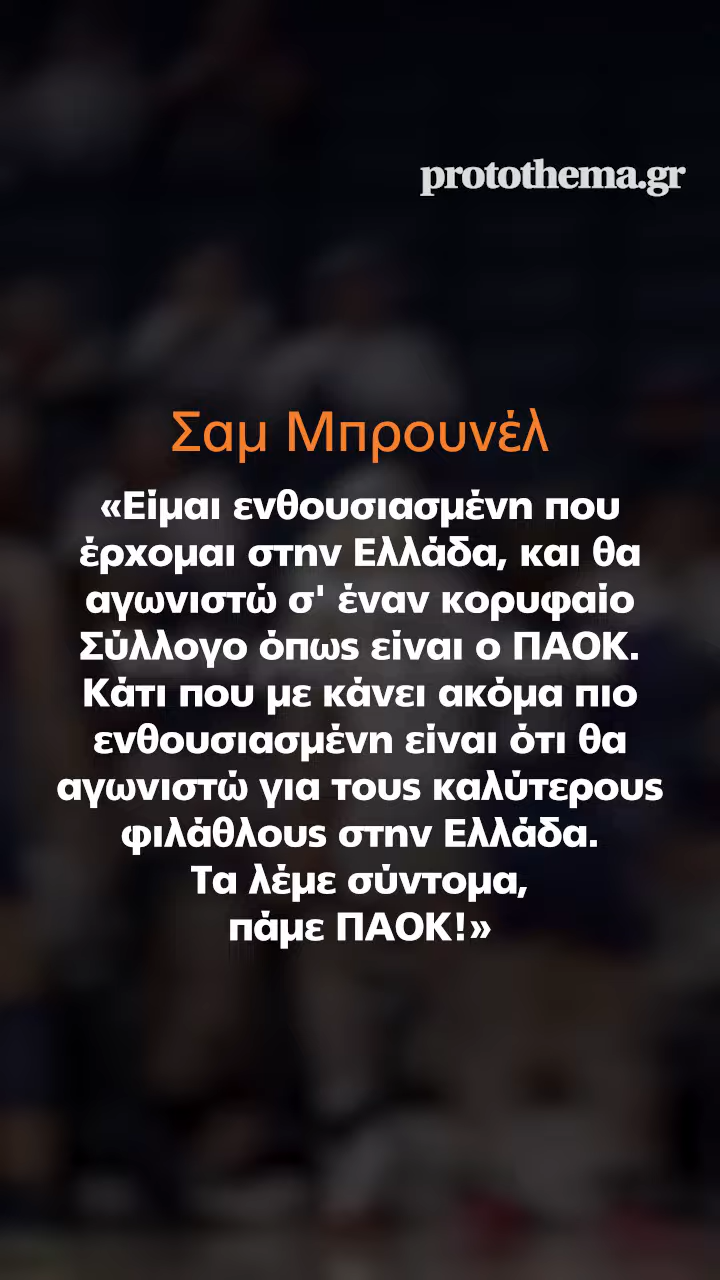 protothema.gr
Σαμ Μπρουνέλ
«Είμαι ενθουσιασμένη που
έρχομαι στην Ελλάδα, και θα
αγωνιστώ σ' έναν κορυφαίο
Σύλλογο όπως είναι ο ΠΑΟΚ.
Κάτι που με κάνει ακόμα πιο
ενθουσιασμένη είναι ότι θα
αγωνιστώ για τους καλύτερους
φιλάθλους στην Ελλάδα.
Τα λέμε σύντομα,
πάμε ΠΑΟΚ!»